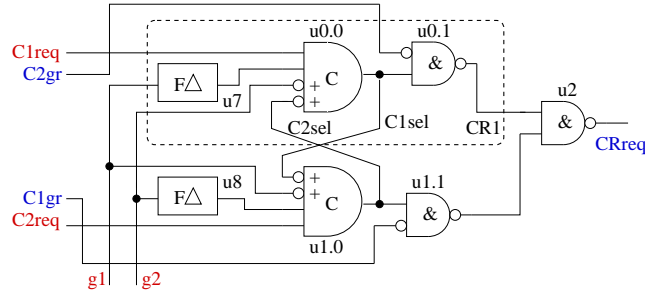 u0.0
u0.1
C1req
C2gr
F△
u7
+
+
C
&
u2
C2sel
C1sel
CR1
&
CRreq
u8
F△
+
+
C
u1.1
&
C1gr
C2req
u1.0
g1
g2